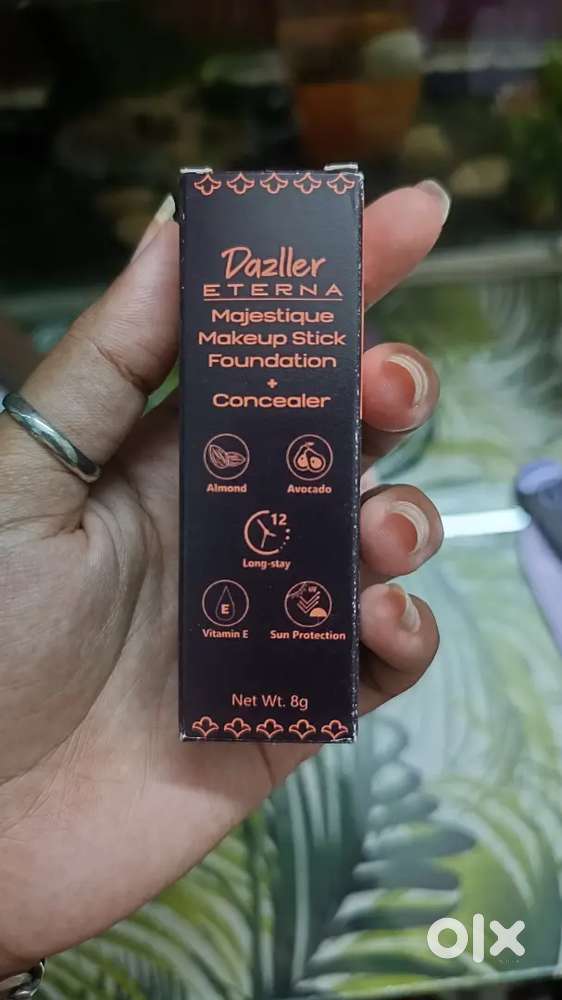 Dazller
ETERNA
Majestique
Makeup Stick
Foundation
+
Concealer
Almond
Avocado
12
Long-stay
E
Vitamin E
Sun Protection
Net Wt. 8g
olx